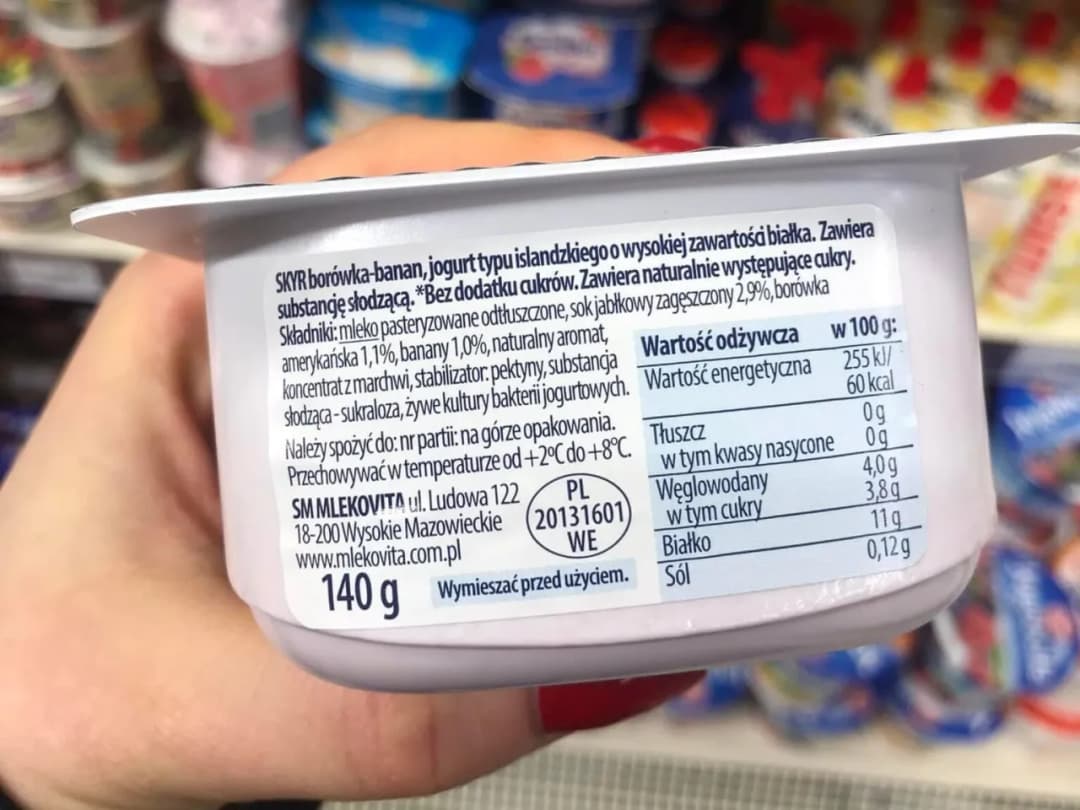 SKYR borówka-banan, jogurt typu islandzkiego o wysokiej zawartości białka. Zawiera
substancję słodzącą. *Bez dodatku cukrów. Zawiera naturalnie występujące cukry.
Składniki: mleko pasteryzowane odtłuszczone, sok jabłkowy zagęszczony 2,9%, borówka
amerykańska 1,1%, banany 1,0%, naturalny aromat,
koncentrat z marchwi, stabilizator: pektyny, substancja
słodząca - sukraloza, żywe kultury bakterii jogurtowych.
Należy spożyć do: nr partii: na górze opakowania.
Przechowywać w temperaturze od +2°C do +8°C.
SM MLEKOVITA ul. Ludowa 122
18-200 Wysokie Mazowieckie
www.mlekovita.com.pl
PL
20131601
WE
140 g
Wymieszać przed użyciem.
Wartość odżywcza w 100 g:
Wartość energetyczna 255 kJ/
60 kcal
Tłuszcz 0 g
w tym kwasy nasycone 0 g
Węglowodany 4,0 g
w tym cukry 3,8 g
Białko 11 g
Sól 0,12 g